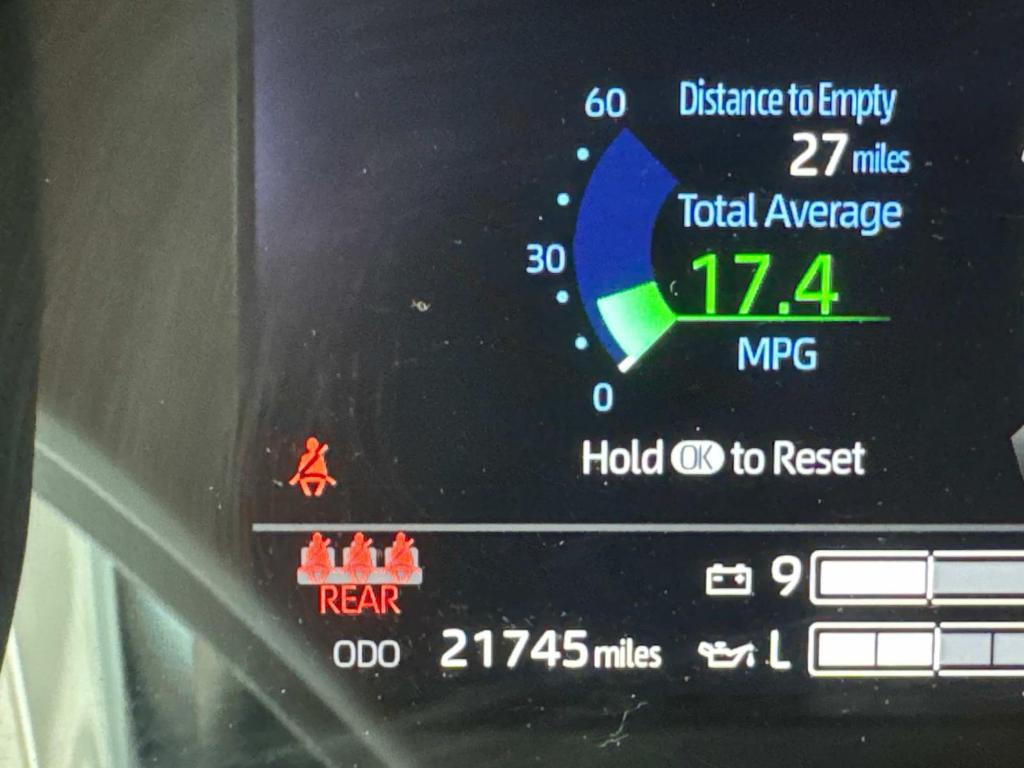 60
Distance to Empty
27 miles
Total Average
30
17.4
MPG
0
Hold OK to Reset
REAR
9
ODO 21745 miles
L